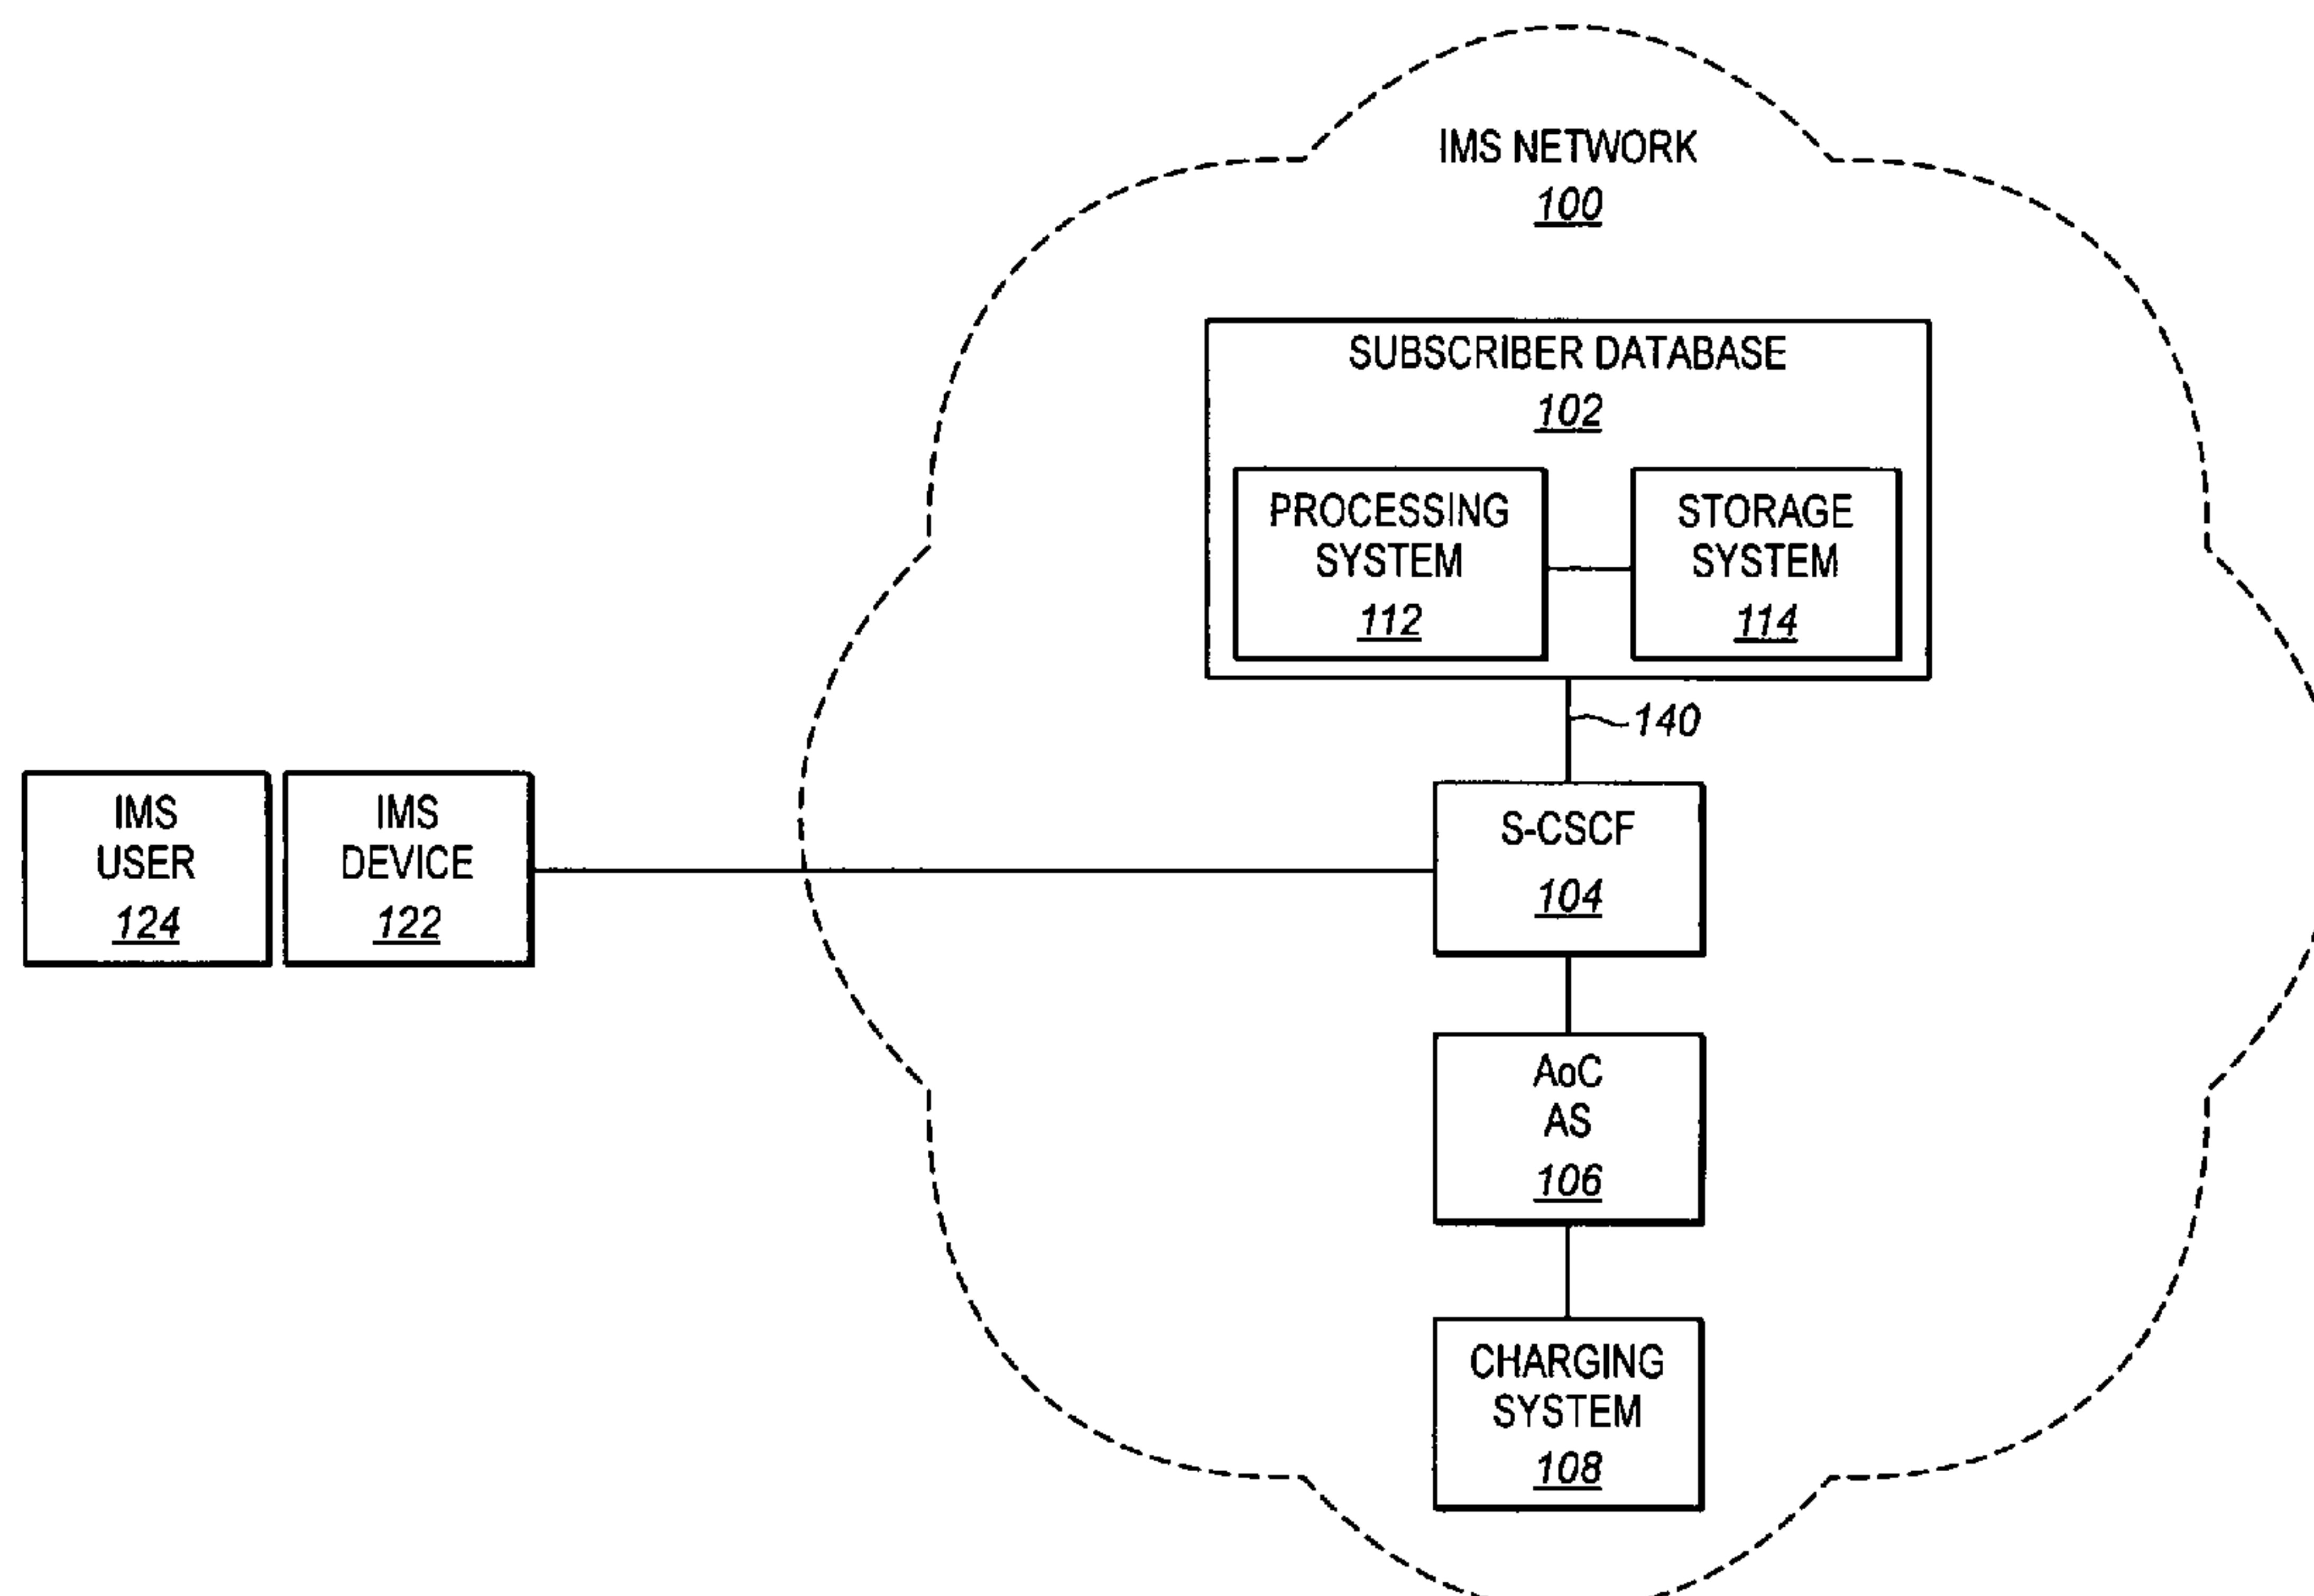 IMS NETWORK
100
SUBSCRIBER DATABASE
102
PROCESSING
SYSTEM
112
STORAGE
SYSTEM
114
140
IMS
USER
124
IMS
DEVICE
122
S-CSCF
104
AoC
AS
106
CHARGING
SYSTEM
108